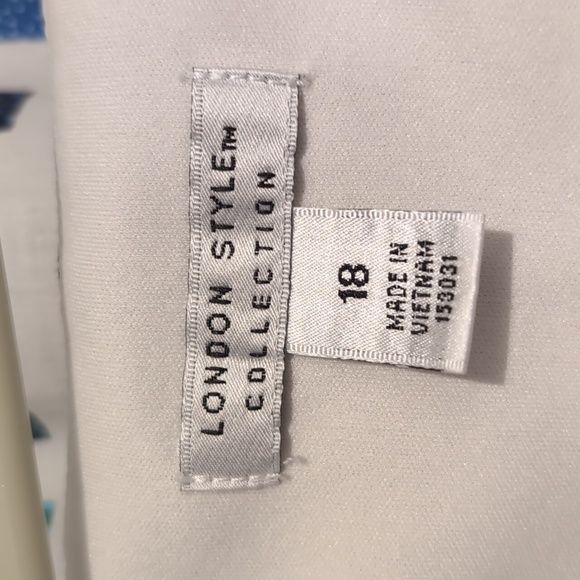 LONDON STYLE™
COLLECTION
18
MADE IN
VIETNAM
153031